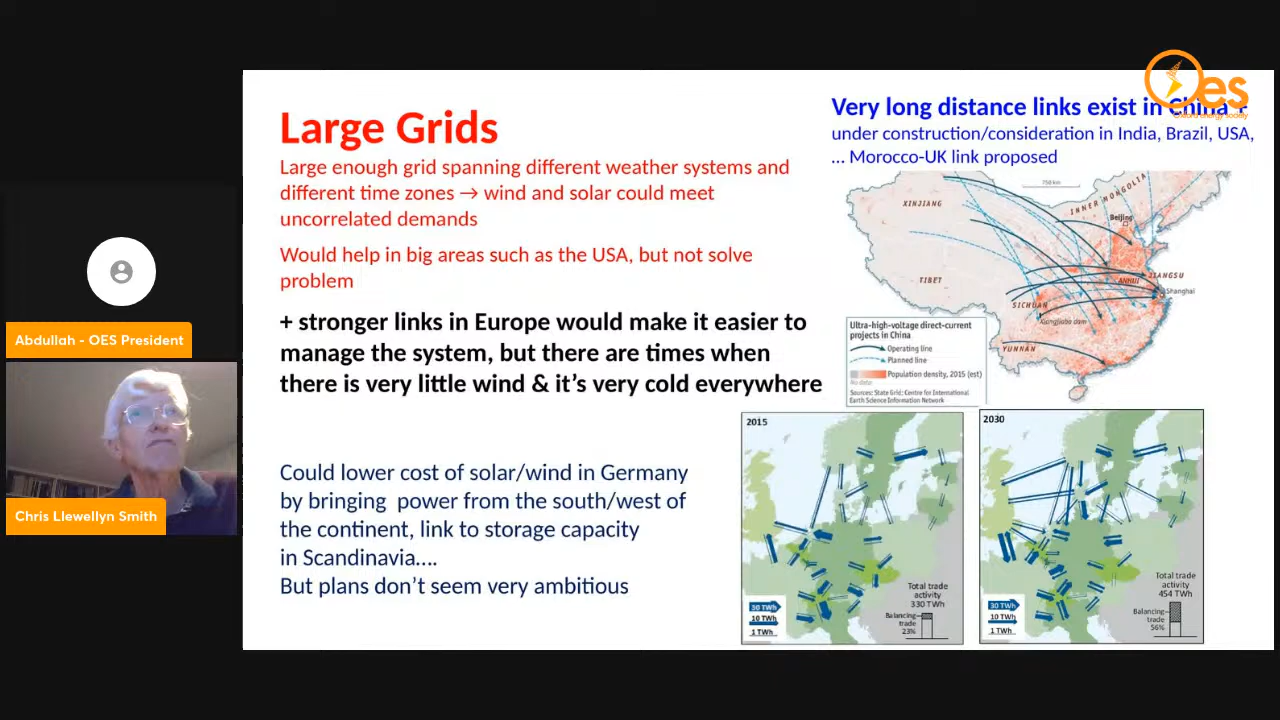 Large Grids
Large enough grid spanning different weather systems and
different time zones → wind and solar could meet
uncorrelated demands
Would help in big areas such as the USA, but not solve
problem
+ stronger links in Europe would make it easier to
manage the system, but there are times when
there is very little wind & it's very cold everywhere
Could lower cost of solar/wind in Germany
by bringing power from the south/west of
the continent, link to storage capacity
in Scandinavia....
But plans don't seem very ambitious
Very long distance links exist in China +
under construction/consideration in India, Brazil, USA,
... Morocco-UK link proposed
Oes
750 km
XINJIANG
INNER MONGOLIA
Beijing
TIBET
JIANGSU
ANHUI
Shanghai
SICHUAN
Xiangjiaba dam
YUNNAN
Ultra-high-voltage direct-current
projects in China
Operating line
Planned line
Population density, 2015 (est)
No data
Sources: State Grid; Centre for International
Earth Science Information Network
2015
Total trade
activity
330 TWh
Balancing
trade
23%
30 TWh
10 TWh
1 TWh
2030
Total trade
activity
454 TWh
Balancing
trade
56%
30 TWh
10 TWh
1 TWh
Abdullah - OES President
Chris Llewellyn Smith